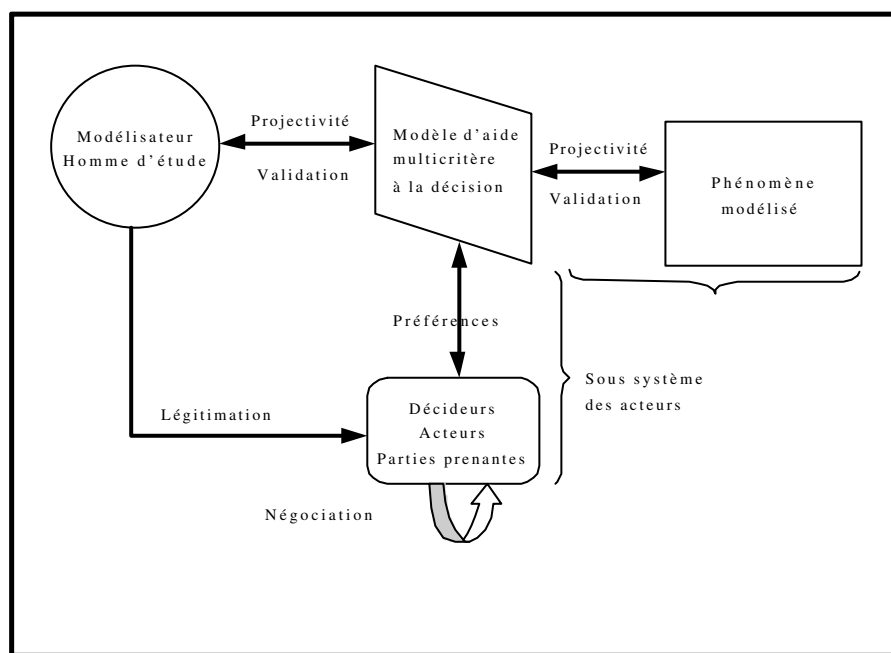 Modélisateur
Homme d'étude
Projectivité
Validation
Modèle d'aide
multicritère
à la décision
Projectivité
Validation
Phénomène
modélisé
Préférences
Sous système
des acteurs
Légitimation
Décideurs
Acteurs
Parties prenantes
Négociation